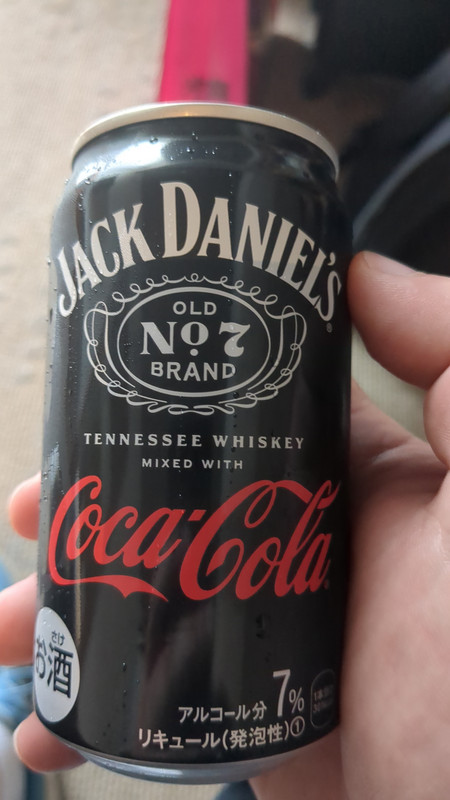 JACK DANIEL'S®
OLD
No. 7
BRAND
TENNESSEE WHISKEY
MIXED WITH
Coca-Cola
さけ
お酒
アルコール分 7%
リキュール(発泡性)①